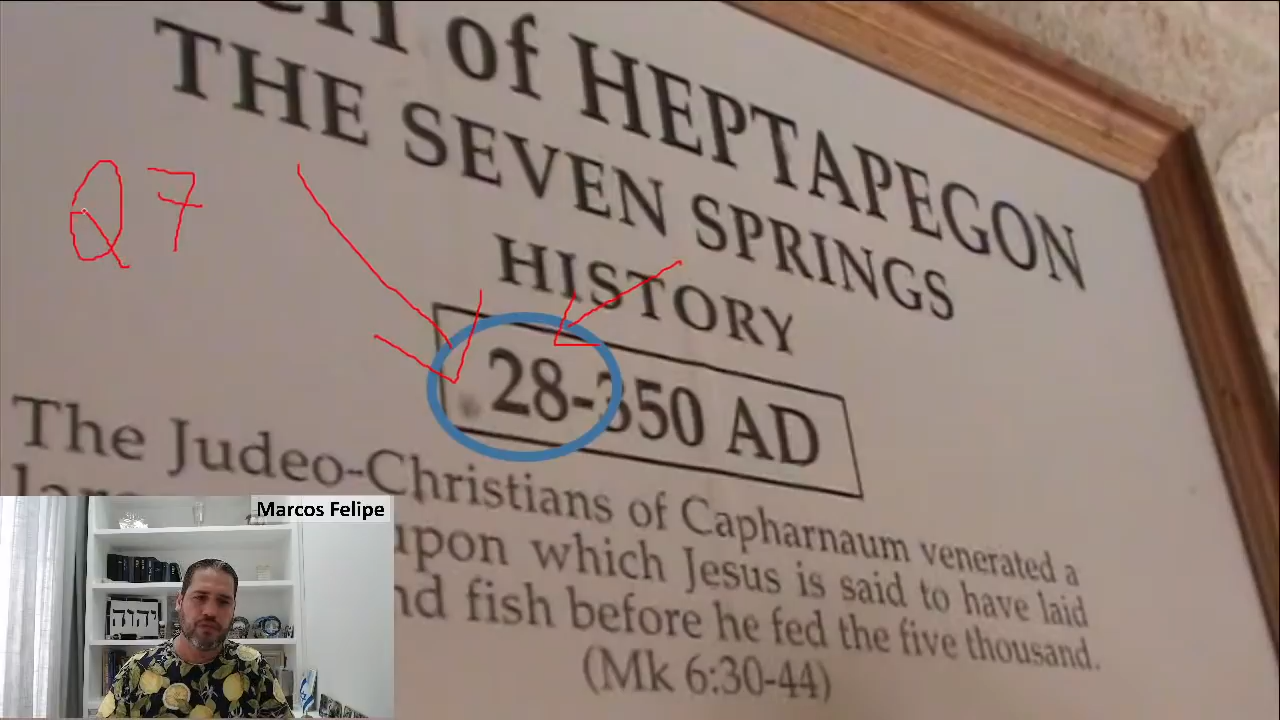 of HEPTAPEGON
THE SEVEN SPRINGS
HISTORY
28-350 AD
The Judeo-Christians of Capharnaum venerated a
upon which Jesus is said to have laid
fish before he fed the five thousand.
(Mk 6:30-44)
Q7
Marcos Felipe
יהוה